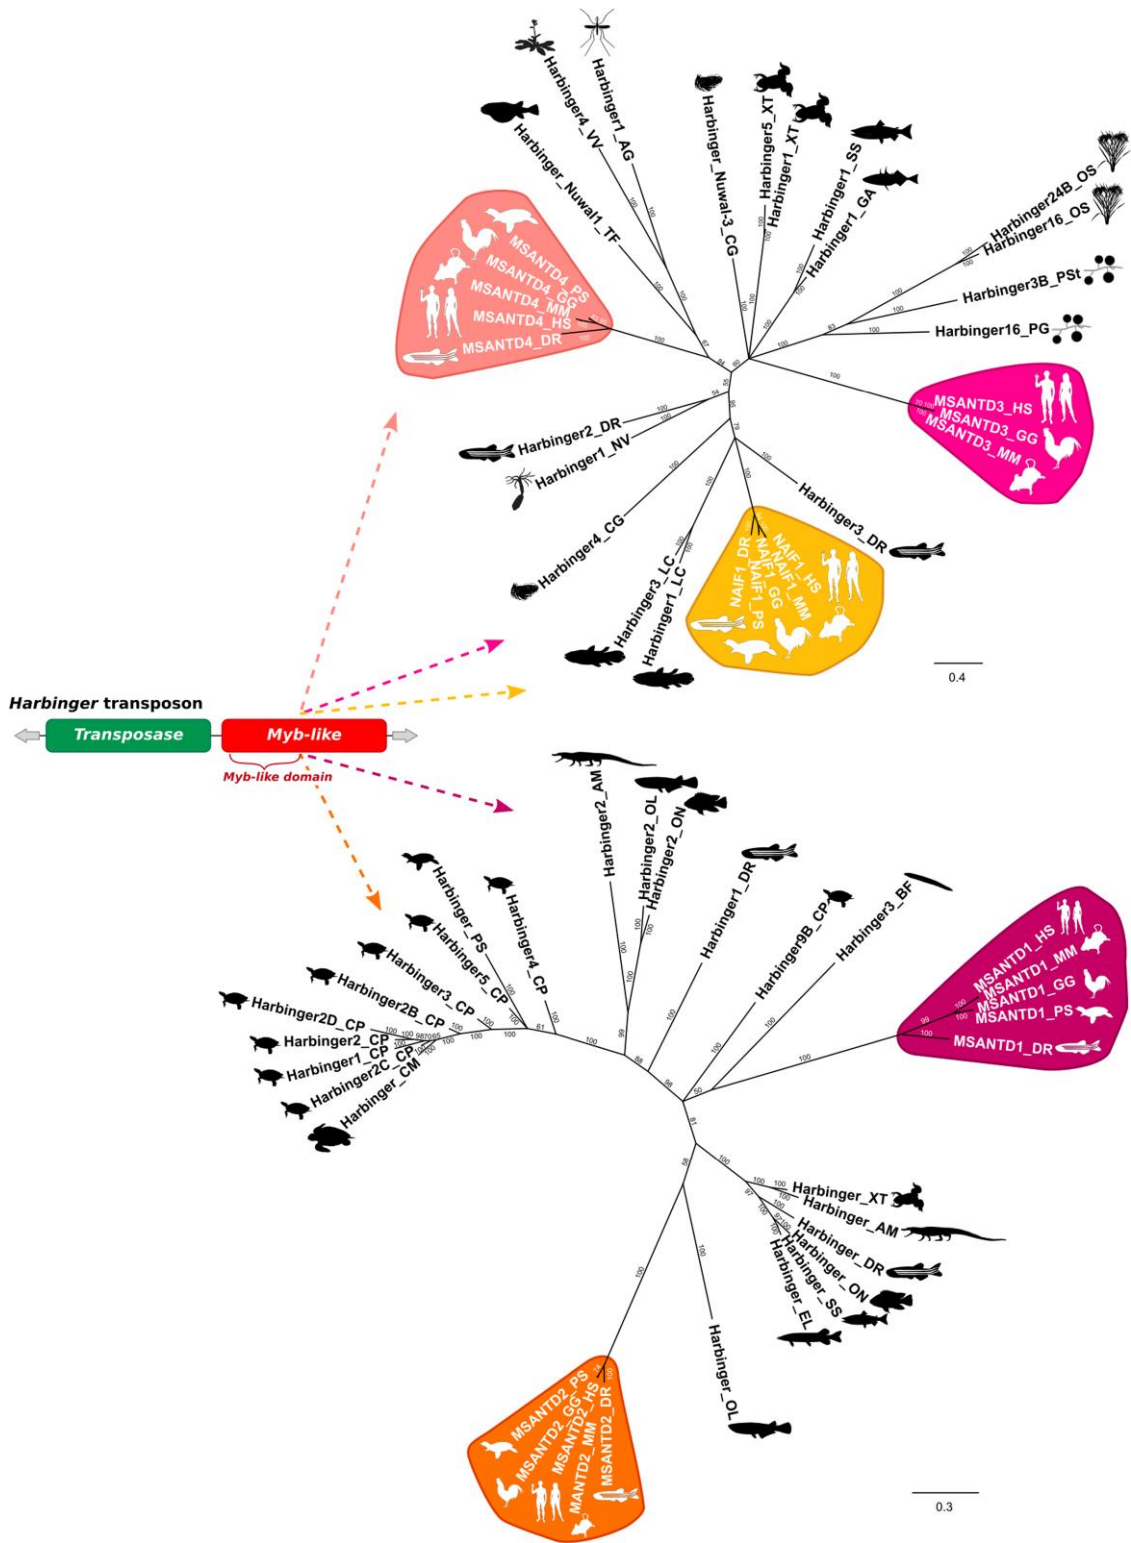 Harbinger4_VV
Harbinger1_AG
Harbinger_Nuwal1_TF
Harbinger_Nuwal-3_CG
Harbinger5_XT
Harbinger1_XT
Harbinger1_SS
Harbinger1_GA
Harbinger24B_OS
Harbinger16_OS
Harbinger3B_PSt
Harbinger16_PG
MSANTD4_PS
MSANTD4_GG
MSANTD4_MM
MSANTD4_HS
MSANTD4_DR
MSANTD3_HS
MSANTD3_GG
MSANTD3_MM
Harbinger2_DR
Harbinger1_NV
Harbinger4_CG
Harbinger3_LC
Harbinger1_LC
Harbinger3_DR
NAIF1_DR
NAIF1_PS
NAIF1_GG
NAIF1_MM
NAIF1_HS
0.4
Harbinger transposon
Transposase
Myb-like
Myb-like domain
Harbinger2_AM
Harbinger2_OL
Harbinger2_ON
Harbinger1_DR
Harbinger9B_CP
Harbinger3_BF
Harbinger_PS
Harbinger4_CP
Harbinger5_CP
Harbinger3_CP
Harbinger2B_CP
Harbinger2D_CP
Harbinger2_CP
Harbinger1_CP
Harbinger2C_CP
Harbinger_CM
MSANTD1_HS
MSANTD1_MM
MSANTD1_GG
MSANTD1_PS
MSANTD1_DR
Harbinger_XT
Harbinger_AM
Harbinger_DR
Harbinger_ON
Harbinger_SS
Harbinger_EL
Harbinger_OL
MSANTD2_PS
MSANTD2_GG
MSANTD2_HS
MANTD2_MM
MSANTD2_DR
0.3